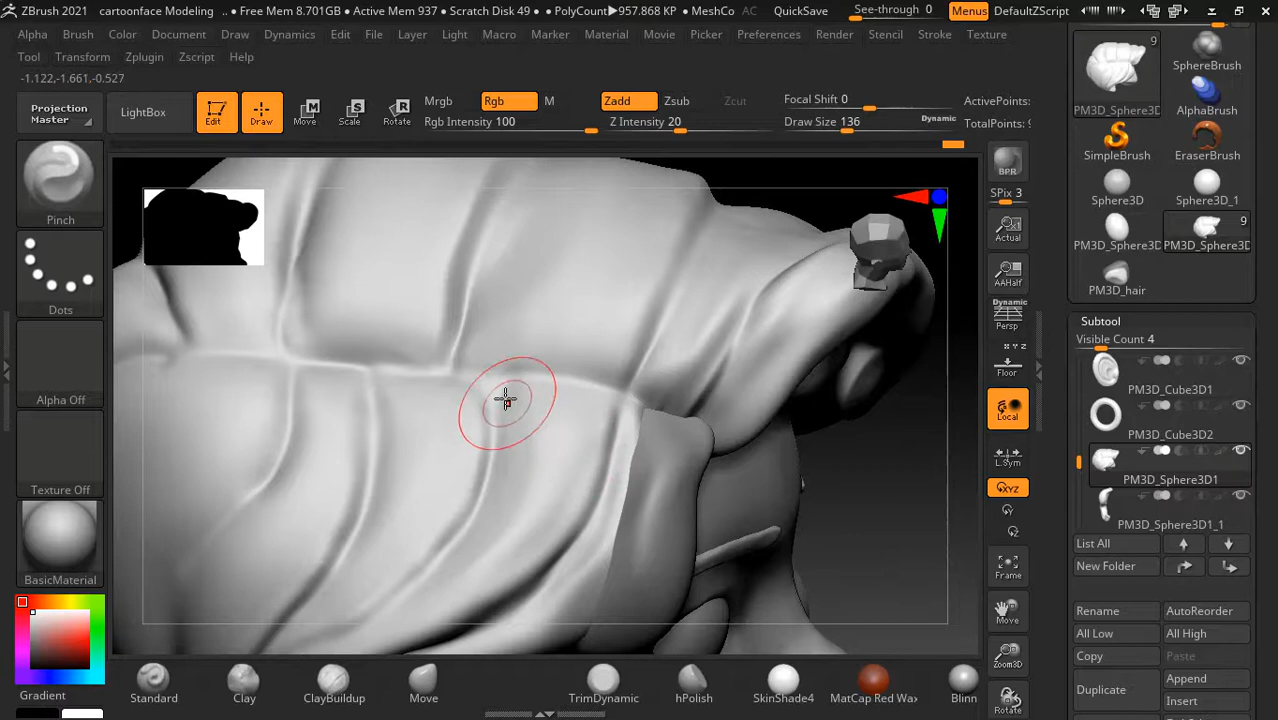 ZBrush 2021 cartoonface Modeling .. • Free Mem 8.701GB • Active Mem 937 • Scratch Disk 49 • PolyCount▶957.868 KP • MeshCo AC QuickSave See-through 0 Menus DefaultZScript
Alpha Brush Color Document Draw Dynamics Edit File Layer Light Macro Marker Material Movie Picker Preferences Render Stencil Stroke Texture
Tool Transform Zplugin Zscript Help
-1.122,-1.661,-0.527
Projection Master
LightBox
Edit
Draw
Move
Scale
Rotate
Mrgb Rgb M
Rgb Intensity 100
Zadd Zsub Zcut
Z Intensity 20
Focal Shift 0
Draw Size 136 Dynamic
ActivePoints:
TotalPoints: 9
Pinch
Dots
Alpha Off
Texture Off
BasicMaterial
Gradient
BPR
SPix 3
Actual
AAHalf
Dynamic
Persp
X Y Z
Floor
Local
L.Sym
XYZ
Y
Z
Frame
Move
Zoom3D
Rotate
9
PM3D_Sphere3D
SphereBrush
AlphaBrush
SimpleBrush
EraserBrush
Sphere3D
Sphere3D_1
PM3D_Sphere3D
9
PM3D_Sphere3D
PM3D_hair
Subtool
Visible Count 4
PM3D_Cube3D1
PM3D_Cube3D2
PM3D_Sphere3D1
PM3D_Sphere3D1_1
List All
New Folder
Rename AutoReorder
All Low All High
Copy Paste
Duplicate Append
Insert
Standard Clay ClayBuildup Move TrimDynamic hPolish SkinShade4 MatCap Red Wax Blinn